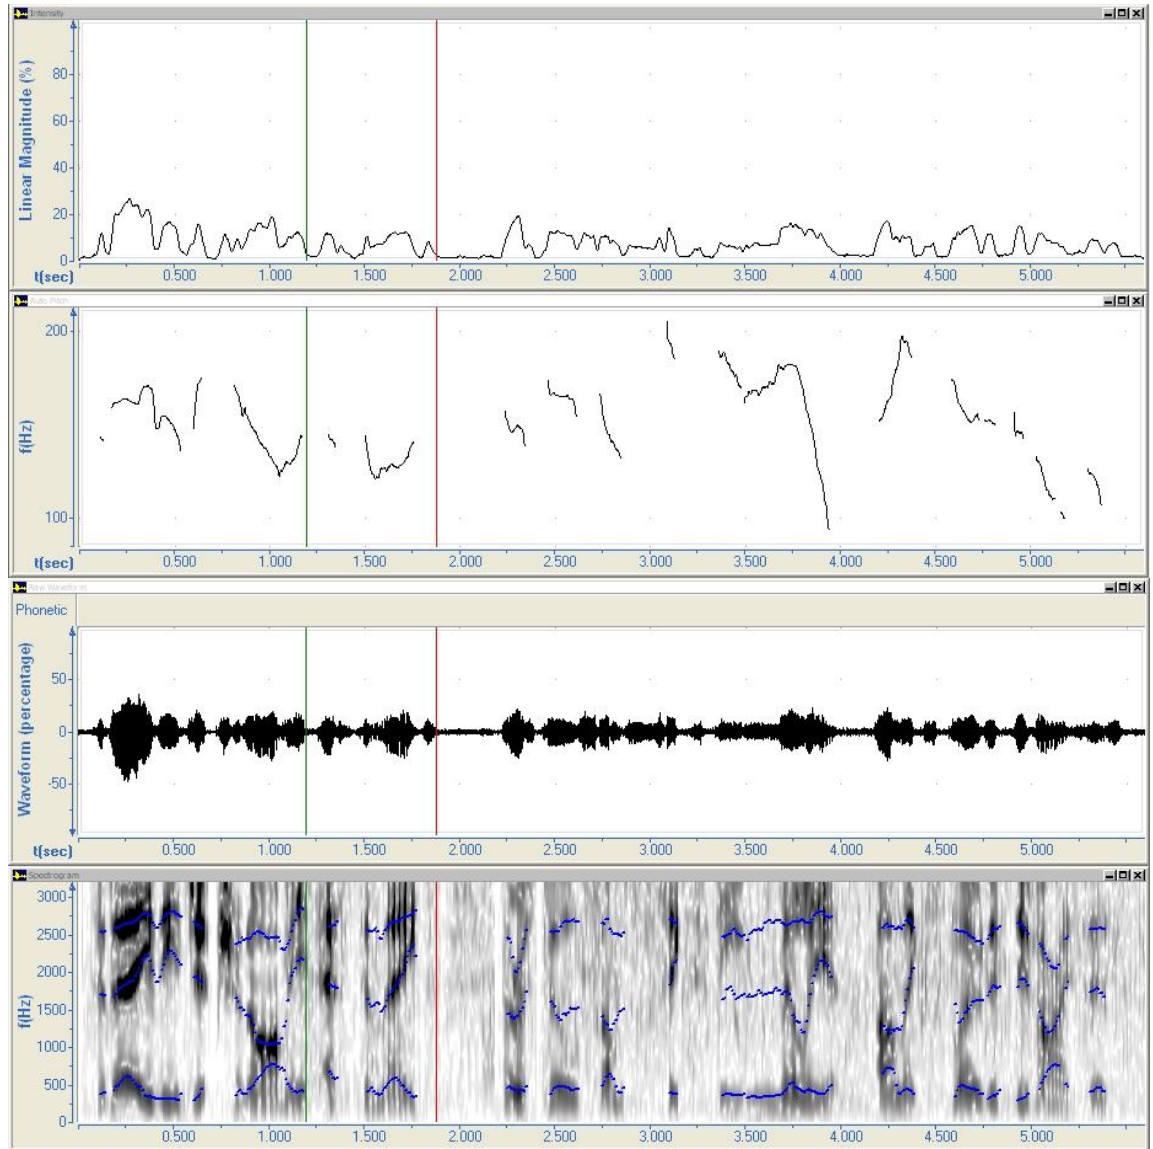 Intensity
Linear Magnitude (%)
80
60
40
20
0
t(sec) 0.500 1.000 1.500 2.000 2.500 3.000 3.500 4.000 4.500 5.000
Auto Pitch
f(Hz)
200
100
t(sec) 0.500 1.000 1.500 2.000 2.500 3.000 3.500 4.000 4.500 5.000
Raw Waveform
Phonetic
Waveform (percentage)
50
0
-50
t(sec) 0.500 1.000 1.500 2.000 2.500 3.000 3.500 4.000 4.500 5.000
Spectrogram
f(Hz)
3000
2500
2000
1500
1000
500
0
t(sec) 0.500 1.000 1.500 2.000 2.500 3.000 3.500 4.000 4.500 5.000